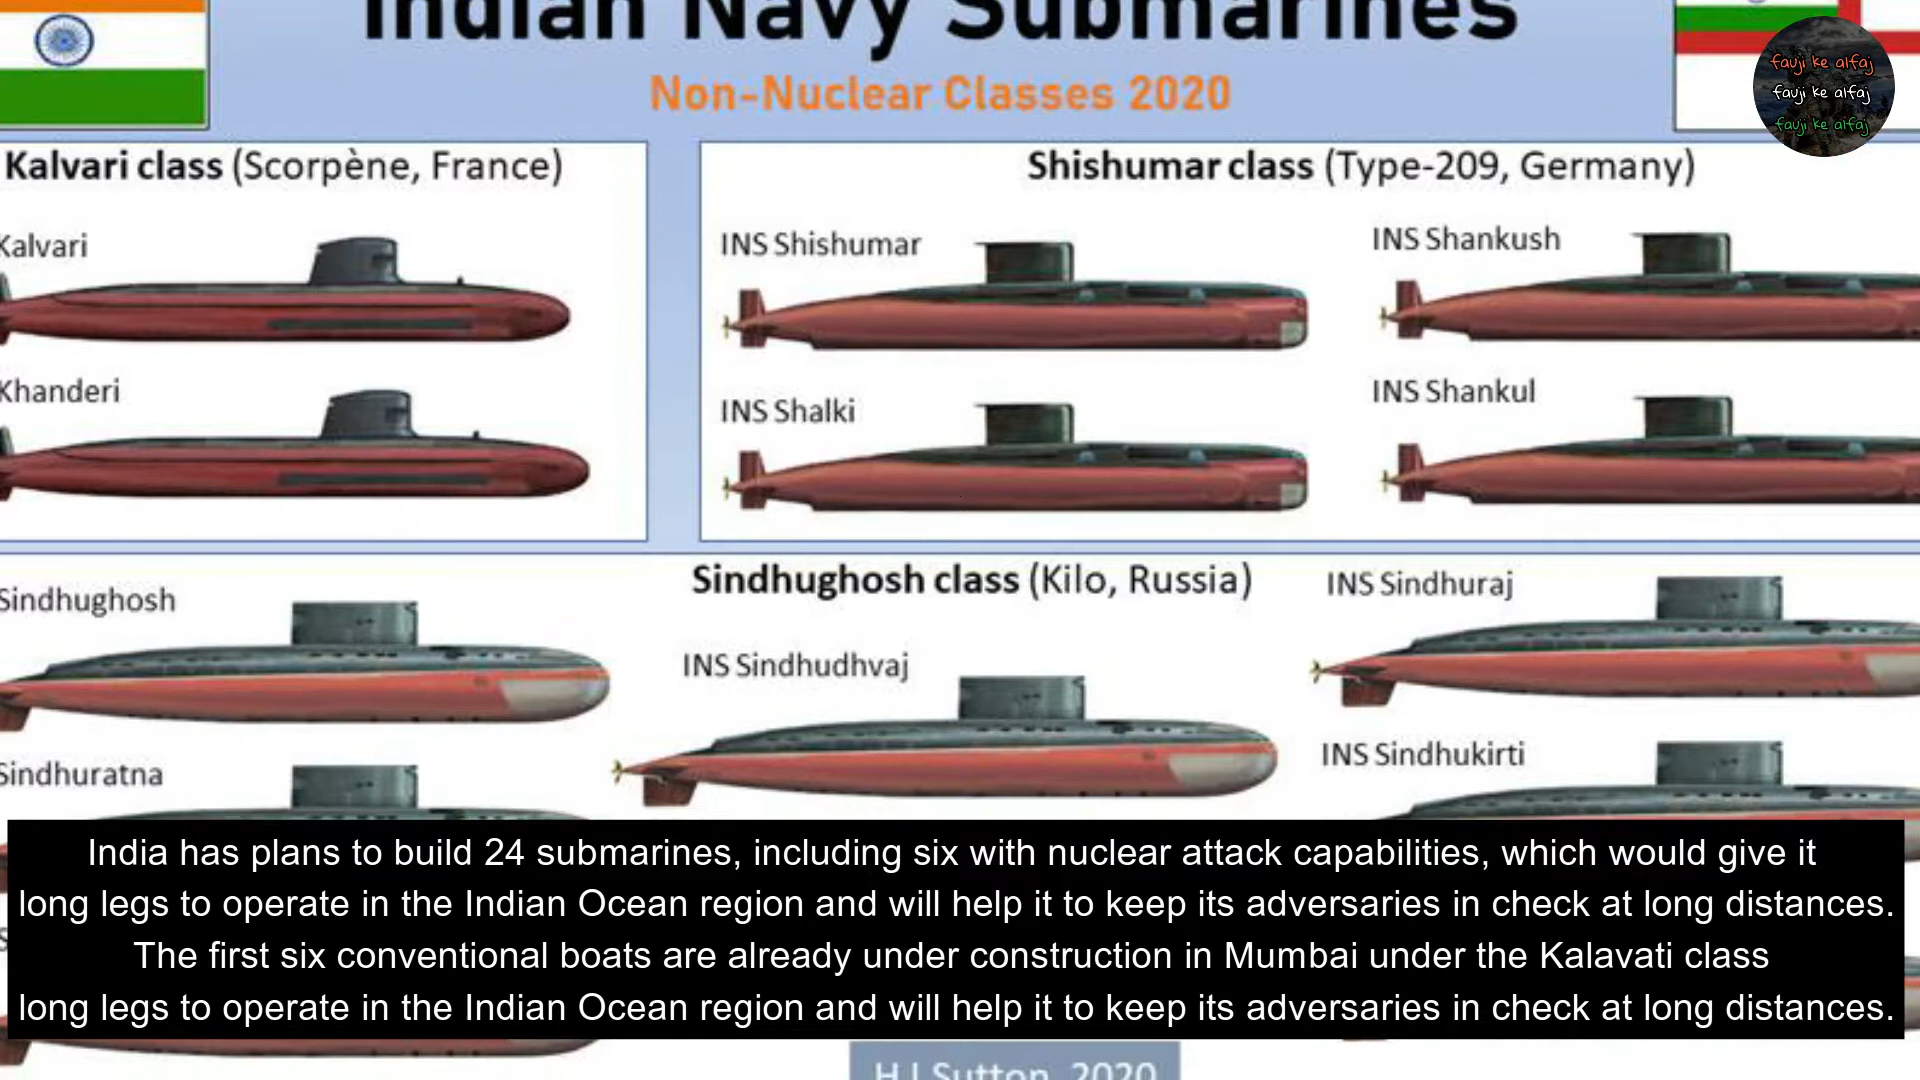 Indian Navy Submarines
Non-Nuclear Classes 2020
fauji ke alfaj
fauji ke alfaj
fauji ke alfaj
Kalvari class (Scorpène, France)
Kalvari
Khanderi
Shishumar class (Type-209, Germany)
INS Shishumar
INS Shankush
INS Shalki
INS Shankul
Sindhughosh class (Kilo, Russia)
Sindhughosh
INS Sindhudhvaj
INS Sindhuraj
Sindhuratna
INS Sindhukirti
India has plans to build 24 submarines, including six with nuclear attack capabilities, which would give it
long legs to operate in the Indian Ocean region and will help it to keep its adversaries in check at long distances.
The first six conventional boats are already under construction in Mumbai under the Kalavati class
long legs to operate in the Indian Ocean region and will help it to keep its adversaries in check at long distances.
H I Sutton, 2020